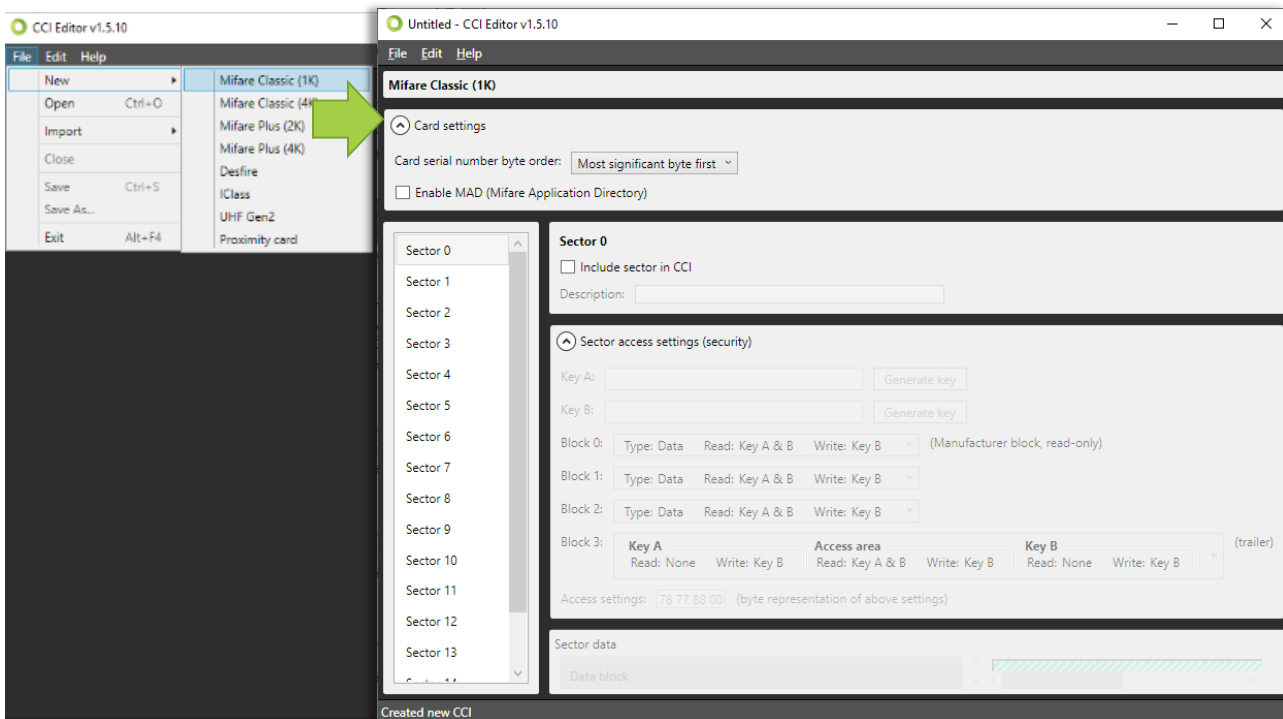 CCI Editor v1.5.10
File Edit Help
New
Open Ctrl+O
Import
Close
Save Ctrl+S
Save As...
Exit Alt+F4
Mifare Classic (1K)
Mifare Classic (4K)
Mifare Plus (2K)
Mifare Plus (4K)
Desfire
IClass
UHF Gen2
Proximity card
Untitled - CCI Editor v1.5.10
File Edit Help
Mifare Classic (1K)
Card settings
Card serial number byte order: Most significant byte first
Enable MAD (Mifare Application Directory)
Sector 0
Sector 1
Sector 2
Sector 3
Sector 4
Sector 5
Sector 6
Sector 7
Sector 8
Sector 9
Sector 10
Sector 11
Sector 12
Sector 13
Sector 14
Sector 0
Include sector in CCI
Description:
Sector access settings (security)
Key A: Generate key
Key B: Generate key
Block 0: Type: Data Read: Key A & B Write: Key B (Manufacturer block, read-only)
Block 1: Type: Data Read: Key A & B Write: Key B
Block 2: Type: Data Read: Key A & B Write: Key B
Block 3: Key A Access area Key B (trailer)
Read: None Write: Key B Read: Key A & B Write: Key B Read: None Write: Key B
Access settings: 78 77 88 00 (byte representation of above settings)
Sector data
Data block
Created new CCI